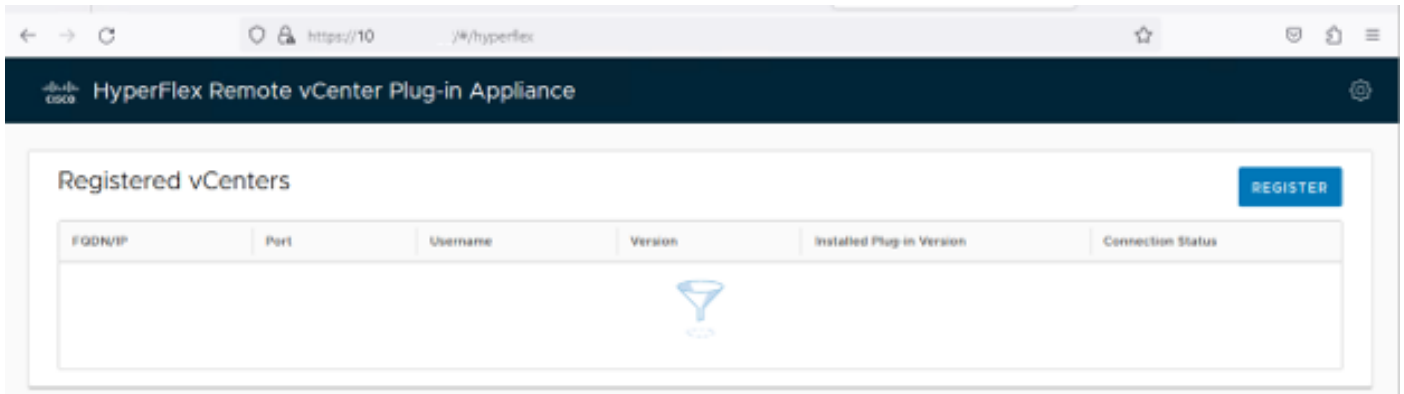 https://10 /#/hyperflex
CISCO HyperFlex Remote vCenter Plug-in Appliance
Registered vCenters
REGISTER
FQDN/IP Port Username Version Installed Plug-in Version Connection Status